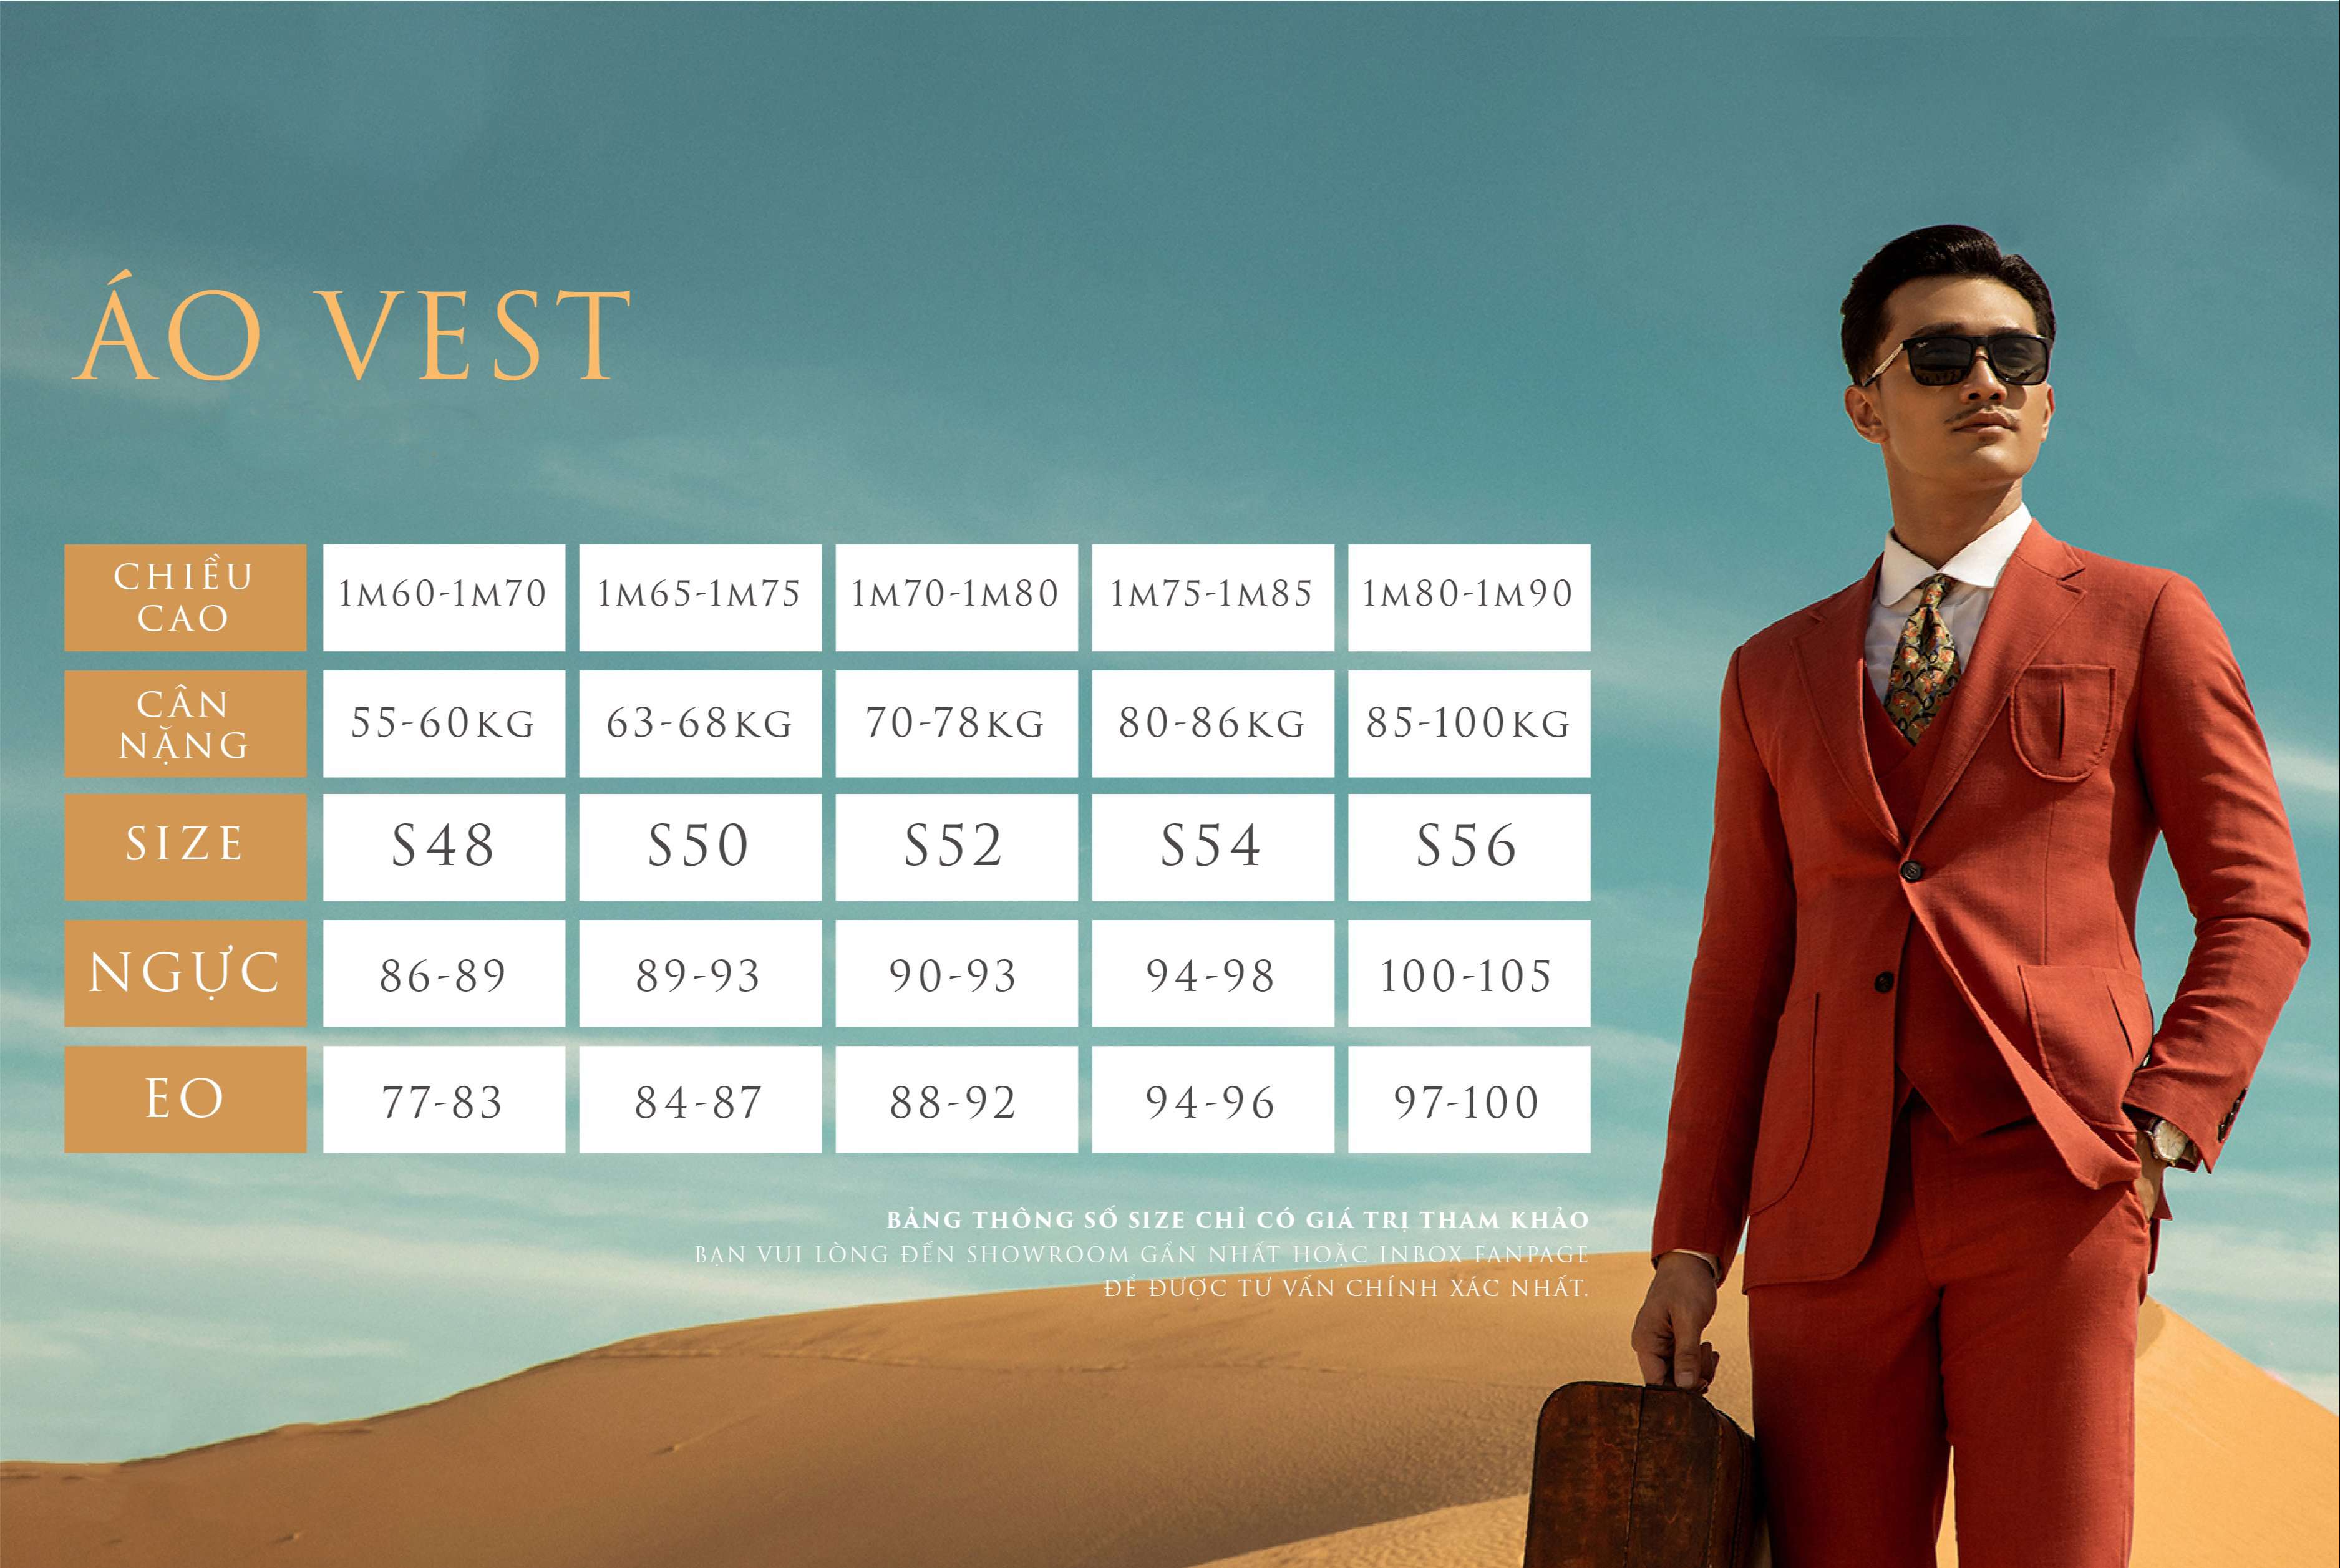 ÁO VEST
CHIỀU CAO 1M60-1M70 1M65-1M75 1M70-1M80 1M75-1M85 1M80-1M90
CÂN NẶNG 55-60KG 63-68KG 70-78KG 80-86KG 85-100KG
SIZE S48 S50 S52 S54 S56
NGỰC 86-89 89-93 90-93 94-98 100-105
EO 77-83 84-87 88-92 94-96 97-100
BẢNG THÔNG SỐ SIZE CHỈ CÓ GIÁ TRỊ THAM KHẢO
BẠN VUI LÒNG ĐẾN SHOWROOM GẦN NHẤT HOẶC INBOX FANPAGE
ĐỂ ĐƯỢC TƯ VẤN CHÍNH XÁC NHẤT.